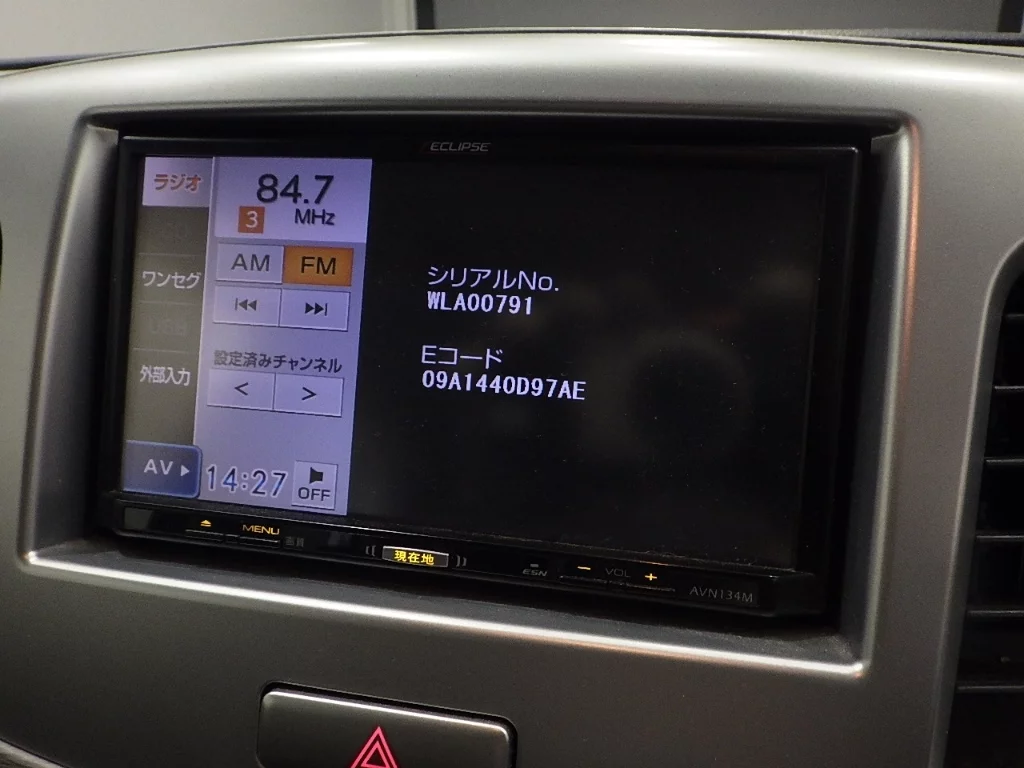 ECLIPSE
ラジオ
84.7
3 MHz
AM FM
ワンセグ
設定済みチャンネル
< >
外部入力
AV
14:27
OFF
シリアルNo.
WLA00791
Eコード
09A1440D97AE
MENU
現在地
ESN
VOL
AVN134M